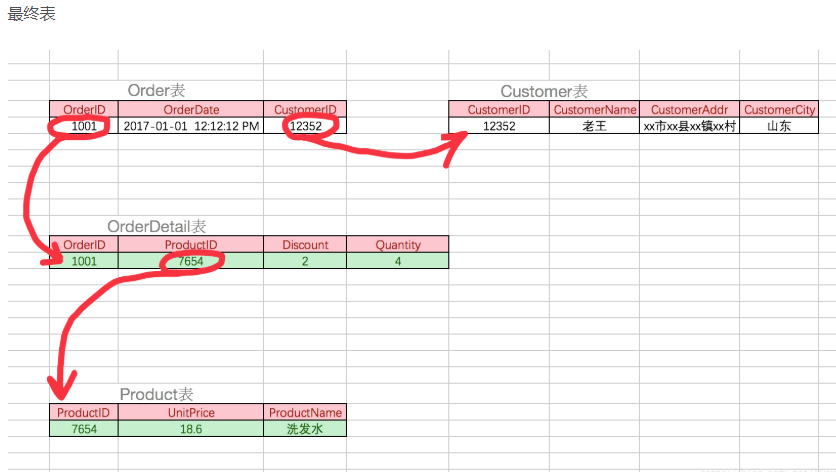 最终表
Order表
Customer表
OrderID OrderDate CustomerID
CustomerID CustomerName CustomerAddr CustomerCity
1001 2017-01-01 12:12:12 PM 12352
12352 老王 xx市xx县xx镇xx村 山东
OrderDetail表
OrderID ProductID Discount Quantity
1001 7654 2 4
Product表
ProductID UnitPrice ProductName
7654 18.6 洗发水